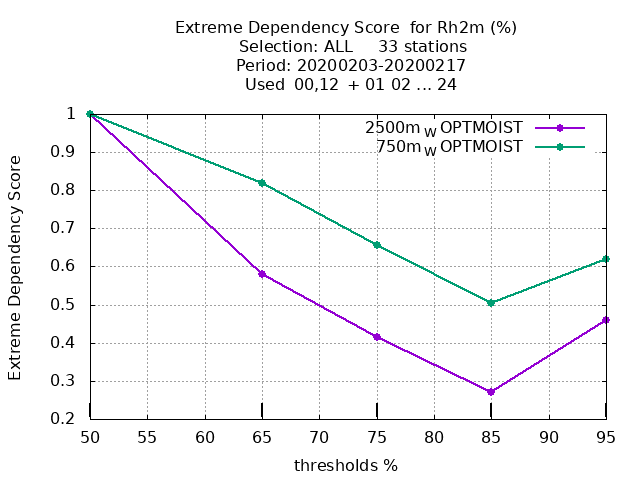 Extreme Dependency Score for Rh2m (%)
Selection: ALL 33 stations
Period: 20200203-20200217
Used 00,12 + 01 02 ... 24
2500m W OPTMOIST
750m W OPTMOIST
Extreme Dependency Score
1
0.9
0.8
0.7
0.6
0.5
0.4
0.3
0.2
50 55 60 65 70 75 80 85 90 95
thresholds %